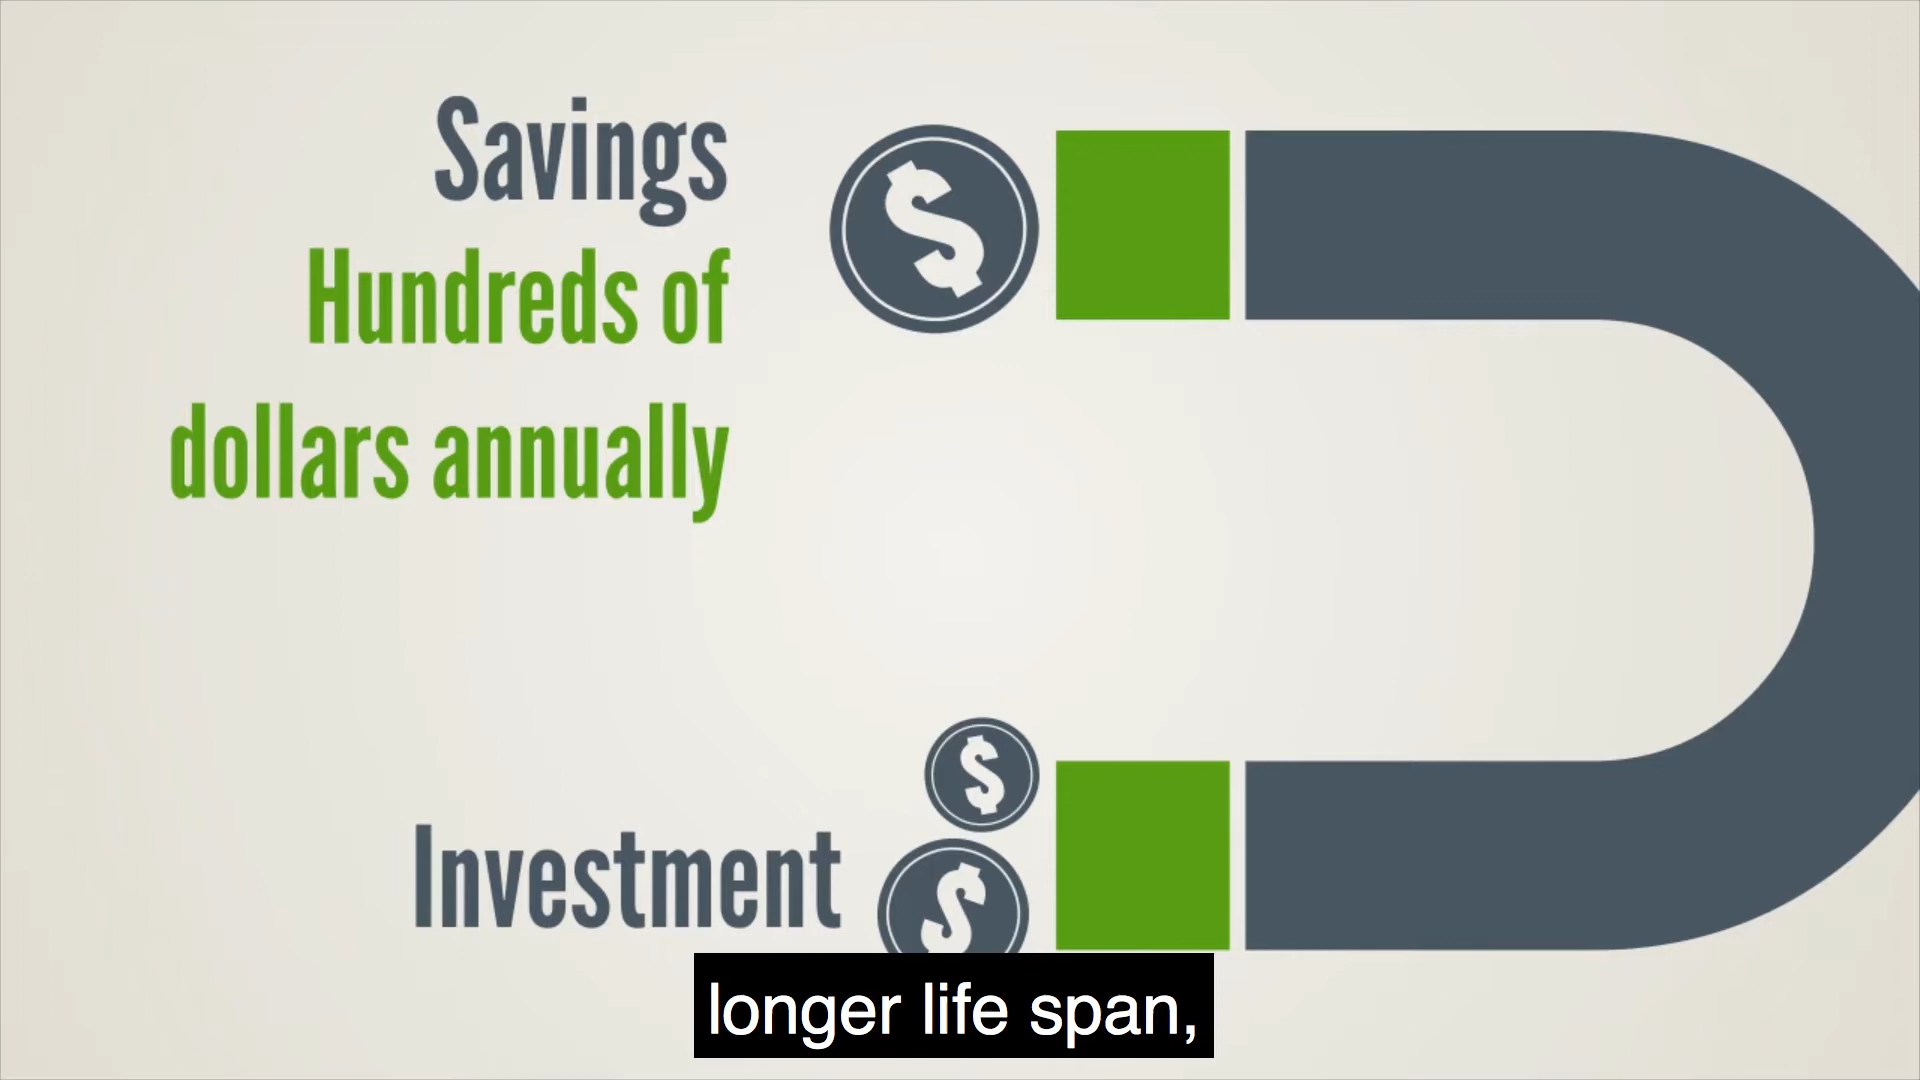 Savings
Hundreds of
dollars annually
$
$
Investment
$
longer life span,